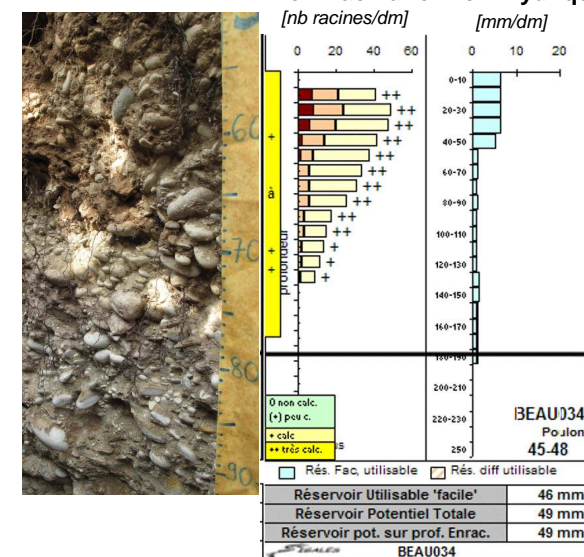 [nb racines/dm]
[mm/dm]
0 20 40 60
0 10 20
0-10
20-30
40-50
60-70
80-90
100-110
120-130
140-150
160-170
180-190
200-210
220-230
250
++
++
++
++
++
++
++
++
++
++
+
+
+
+
à
+
+
profondeur
60
70
80
90
0 non calc.
(+) peu c.
+ calc
++ très calc.
BEAU034
45-48
Rés. Fac, utilisable
Rés. diff utilisable
Réservoir Utilisable 'facile' 46 mm
Réservoir Potentiel Totale 49 mm
Réservoir pot. sur prof. Enrac. 49 mm
BEAU034